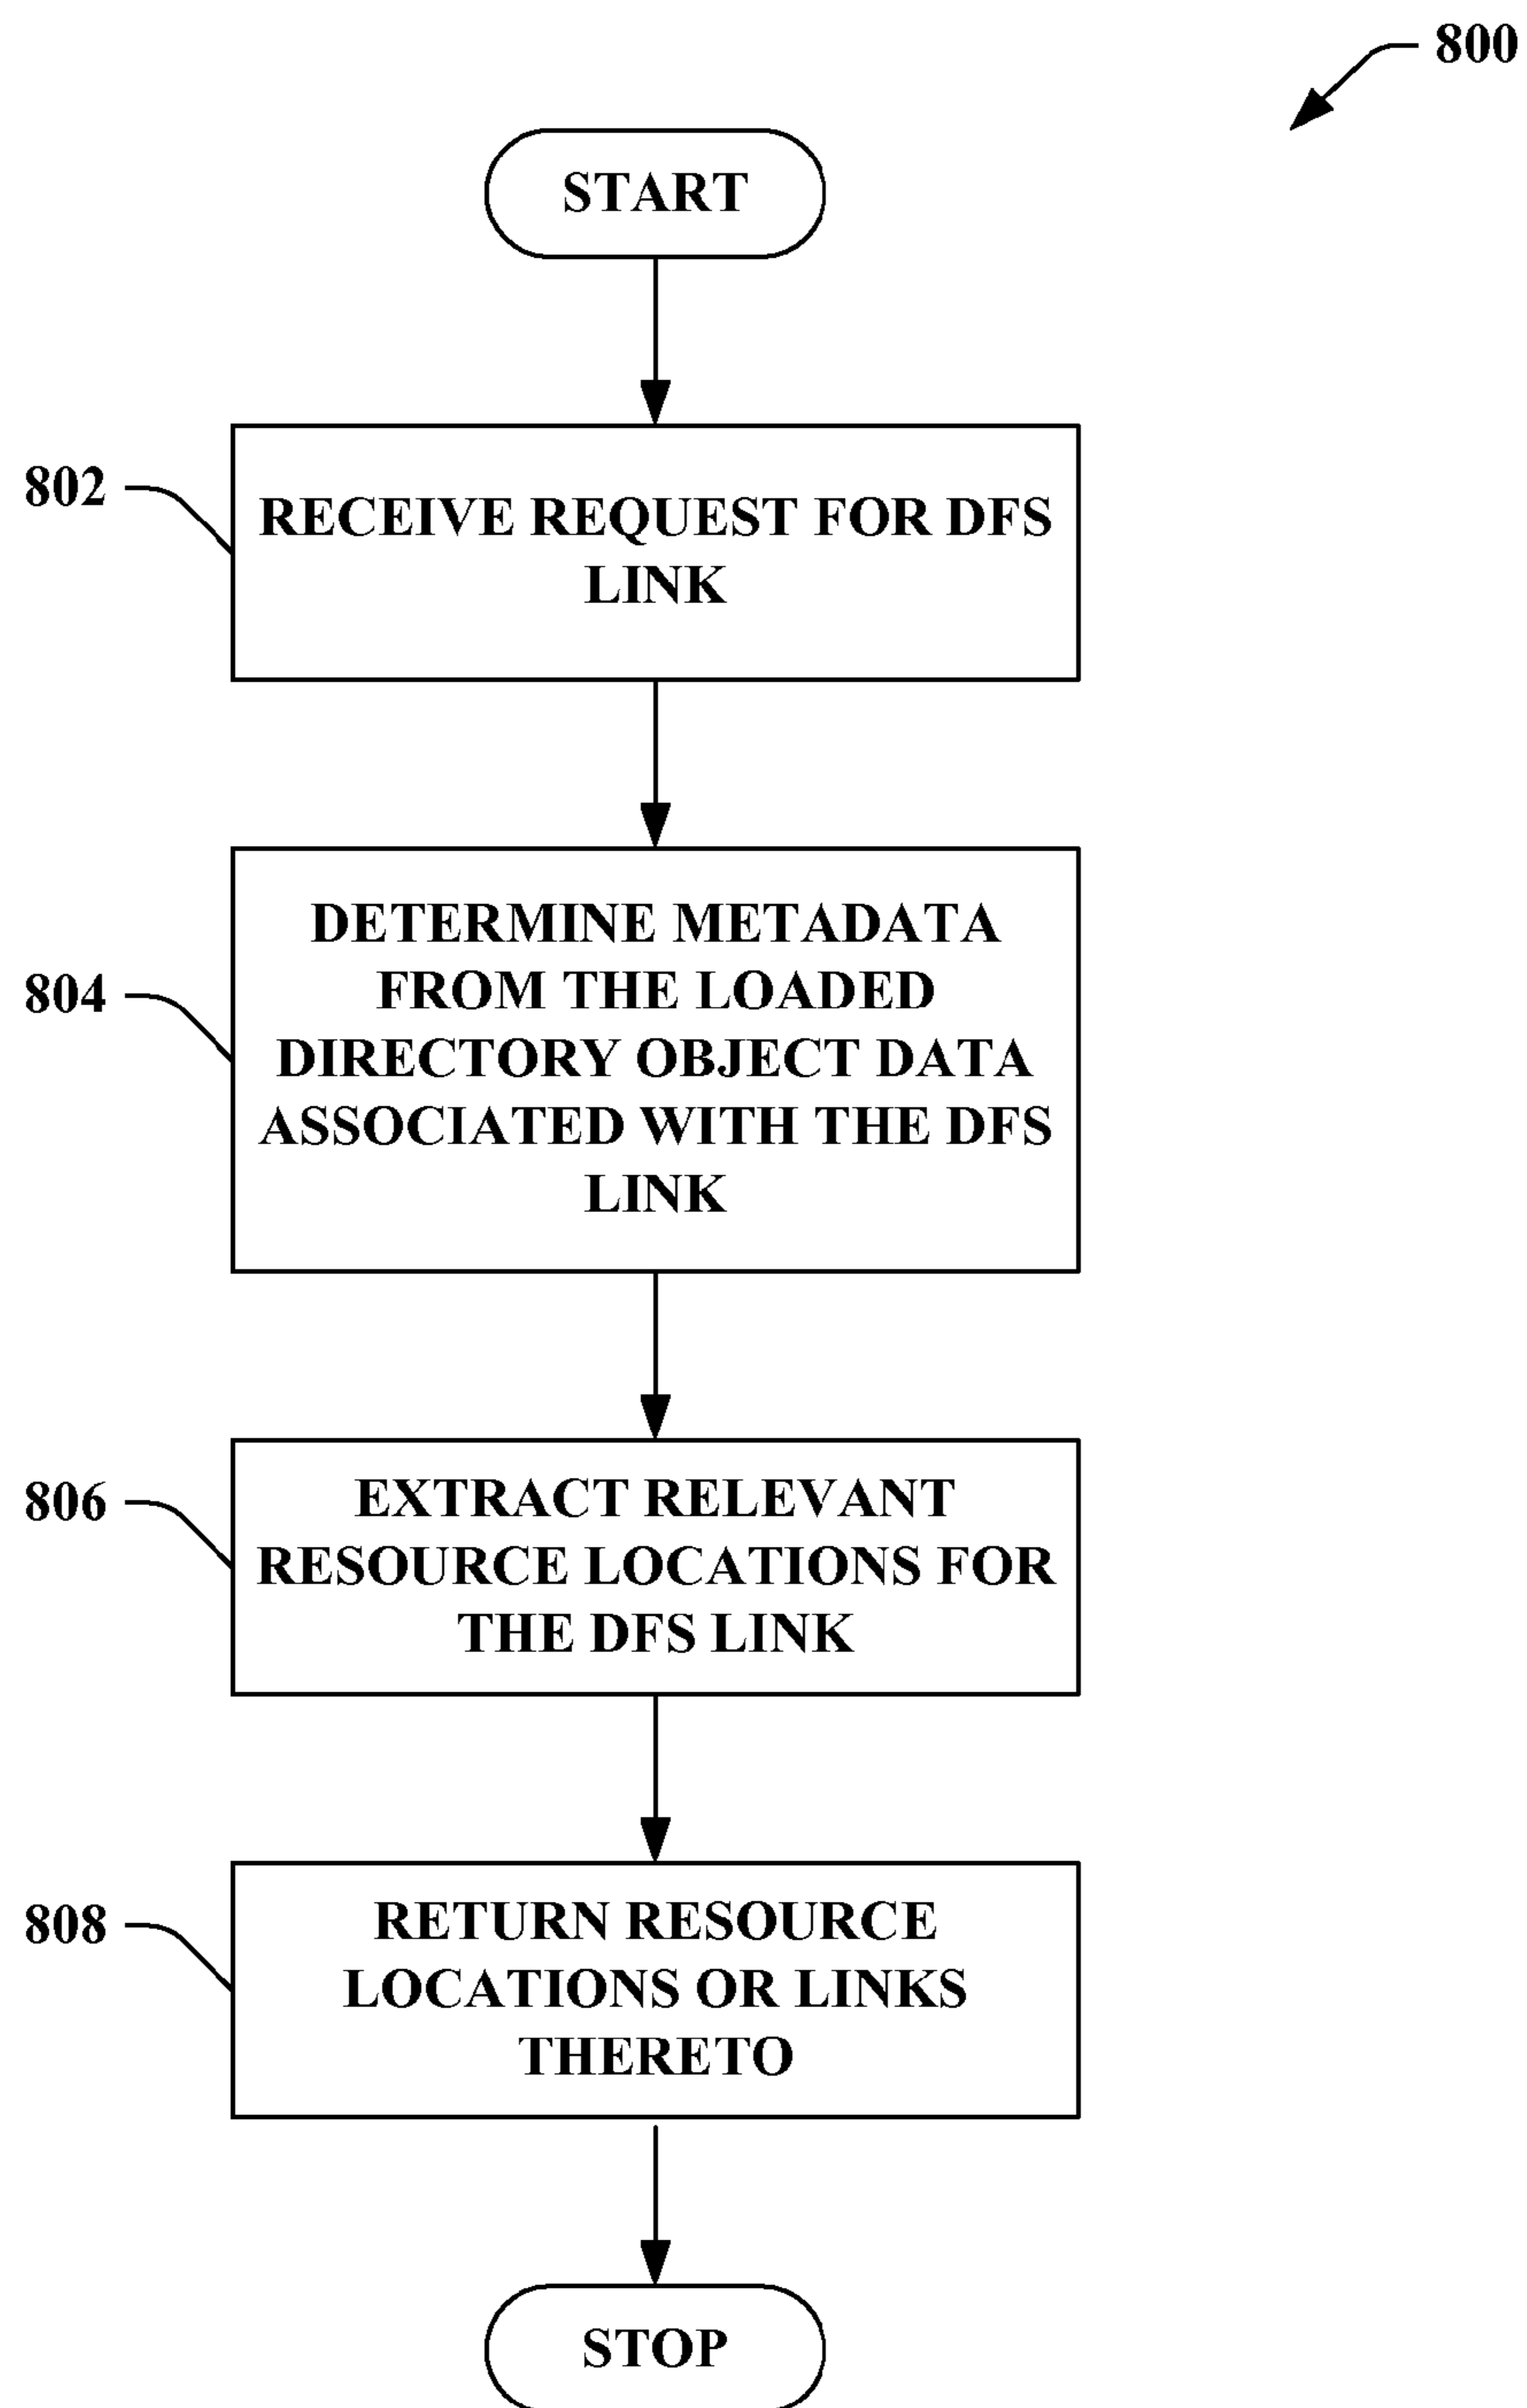 800
START
802
RECEIVE REQUEST FOR DFS
LINK
804
DETERMINE METADATA
FROM THE LOADED
DIRECTORY OBJECT DATA
ASSOCIATED WITH THE DFS
LINK
806
EXTRACT RELEVANT
RESOURCE LOCATIONS FOR
THE DFS LINK
808
RETURN RESOURCE
LOCATIONS OR LINKS
THERETO
STOP